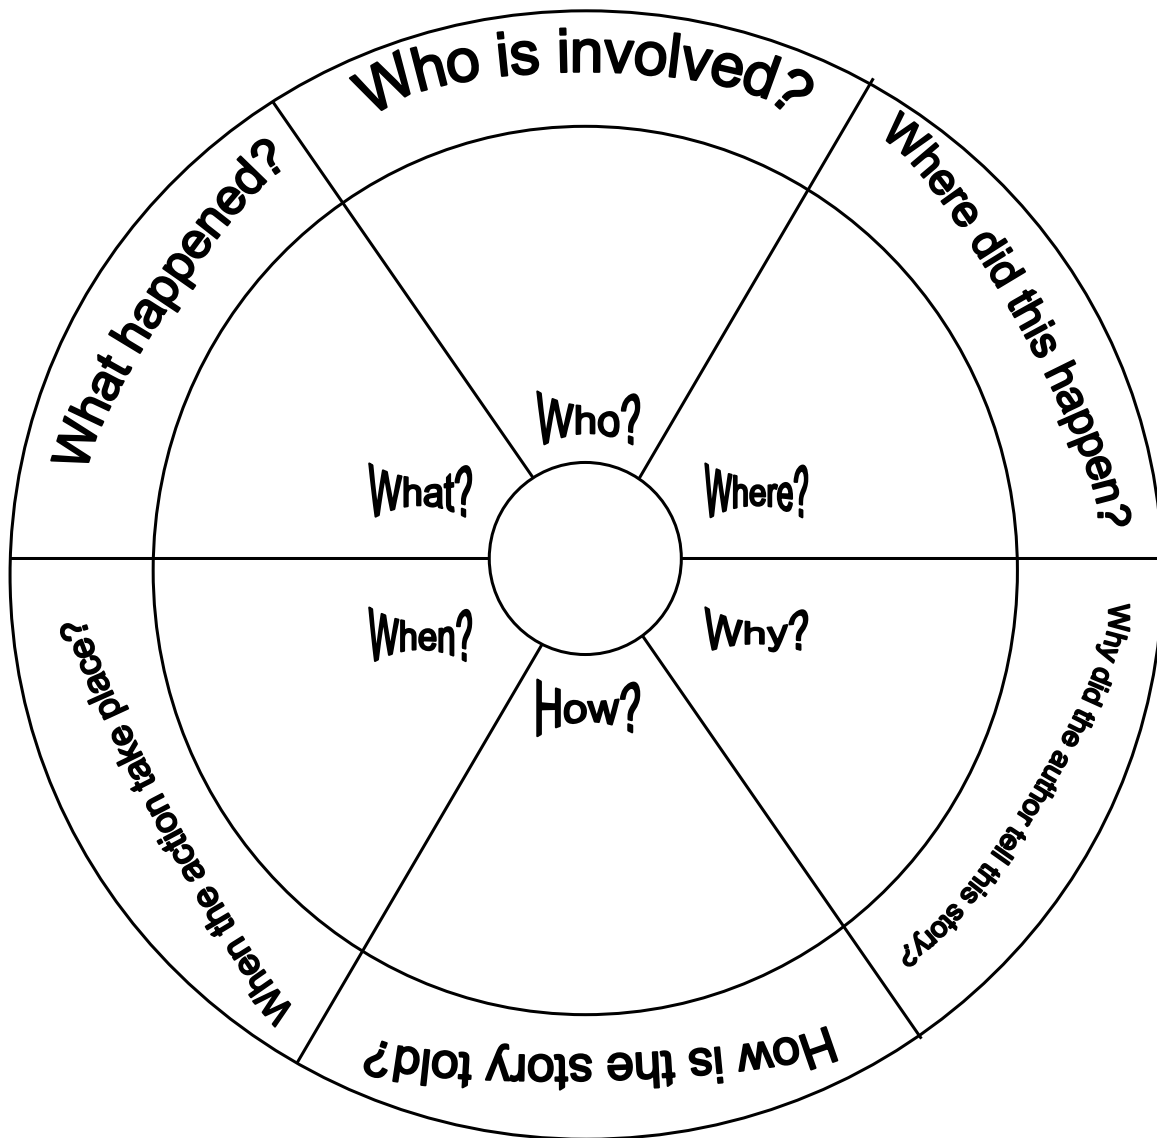 Who is involved?
Where did this happen?
Why did the author tell this story?
How is the story told?
When the action take place?
What happened?
Who?
Where?
Why?
How?
When?
What?